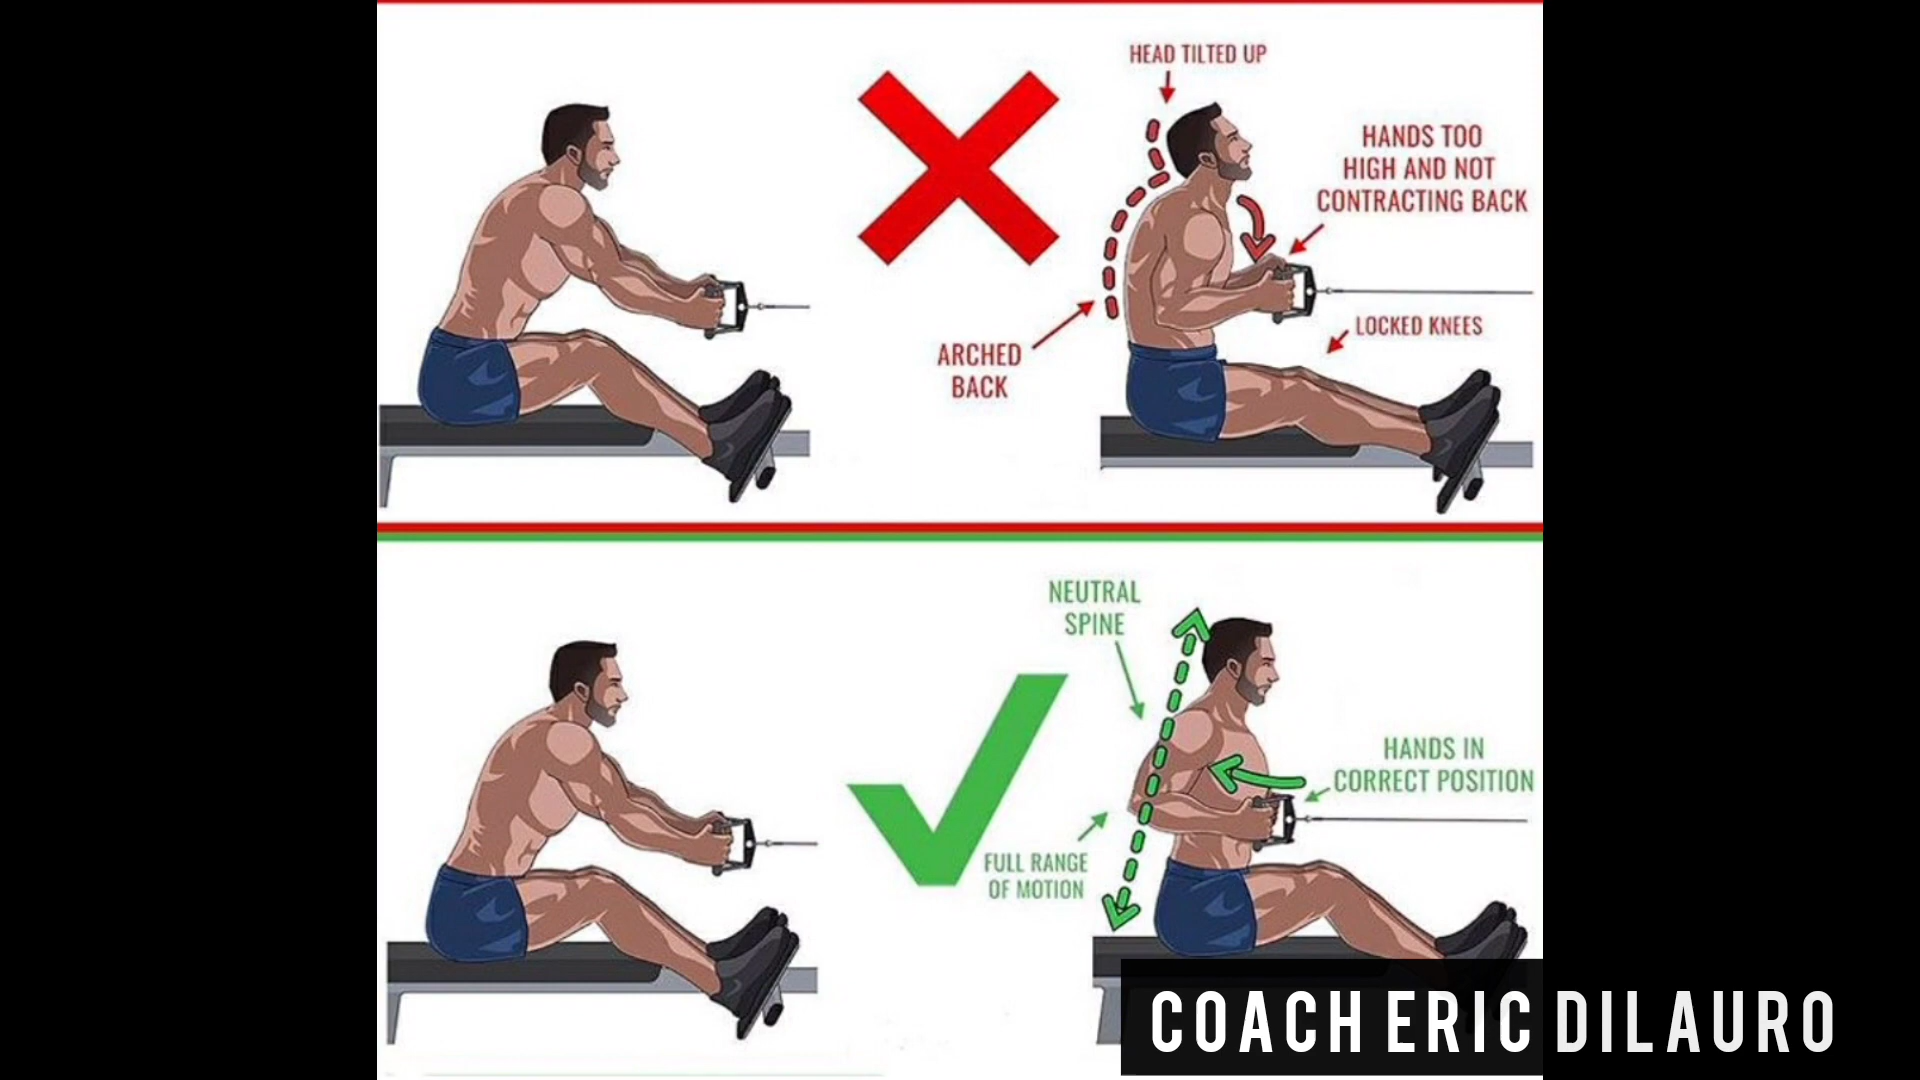 HEAD TILTED UP
HANDS TOO
HIGH AND NOT
CONTRACTING BACK
LOCKED KNEES
ARCHED
BACK
NEUTRAL
SPINE
HANDS IN
CORRECT POSITION
FULL RANGE
OF MOTION
COACH ERIC DILAURO